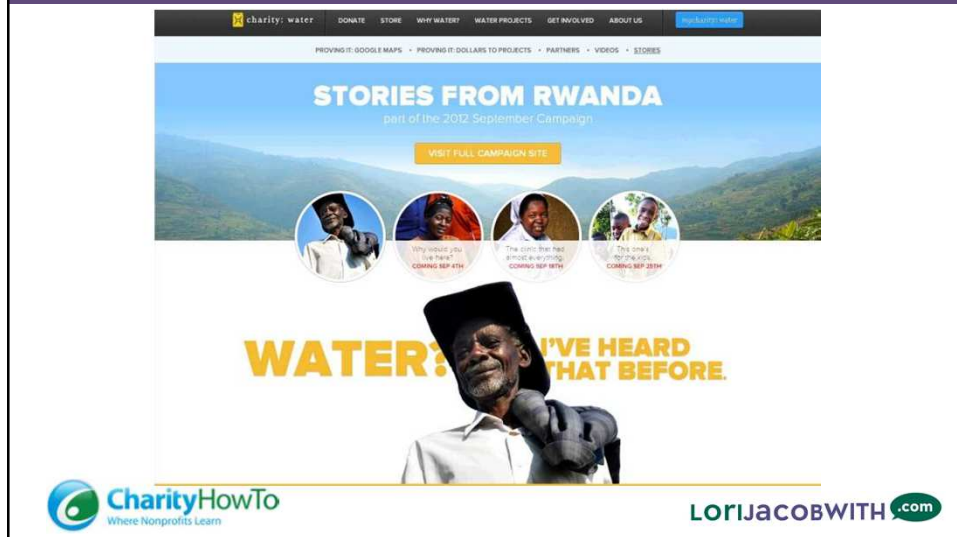 charity: water DONATE STORE WHY WATER? WATER PROJECTS GET INVOLVED ABOUT US mycharity: water
PROVING IT: GOOGLE MAPS • PROVING IT: DOLLARS TO PROJECTS • PARTNERS • VIDEOS • STORIES
STORIES FROM RWANDA
part of the 2012 September Campaign
VISIT FULL CAMPAIGN SITE
Why would you
live here?
COMING SEP 4TH
The clinic that had
almost everything.
COMING SEP 18TH
This one's
for the kids.
COMING SEP 25TH
WATER?
I'VE HEARD
THAT BEFORE.
CharityHowTo
Where Nonprofits Learn
LORIJACOBWITH .com